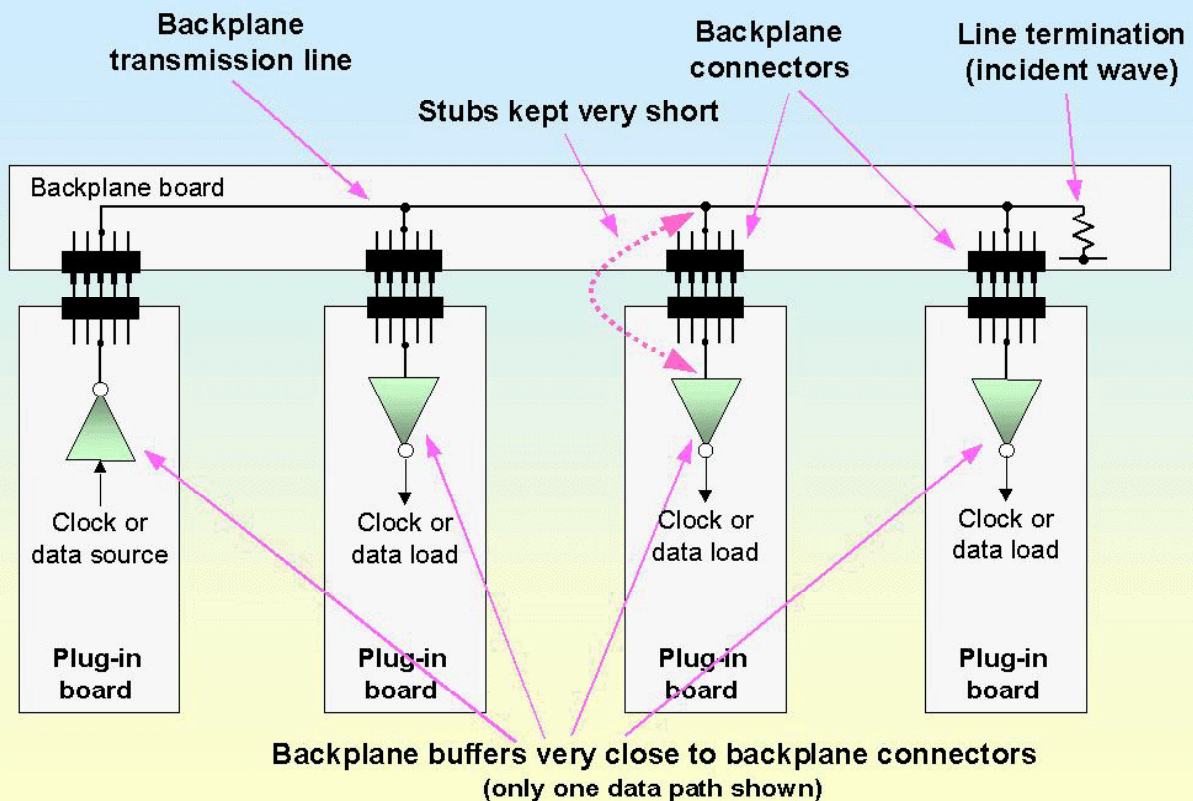 Backplane
transmission line
Backplane
connectors
Line termination
(incident wave)
Stubs kept very short
Backplane board
Clock or
data source
Clock or
data load
Clock or
data load
Clock or
data load
Plug-in
board
Plug-in
board
Plug-in
board
Plug-in
board
Backplane buffers very close to backplane connectors
(only one data path shown)